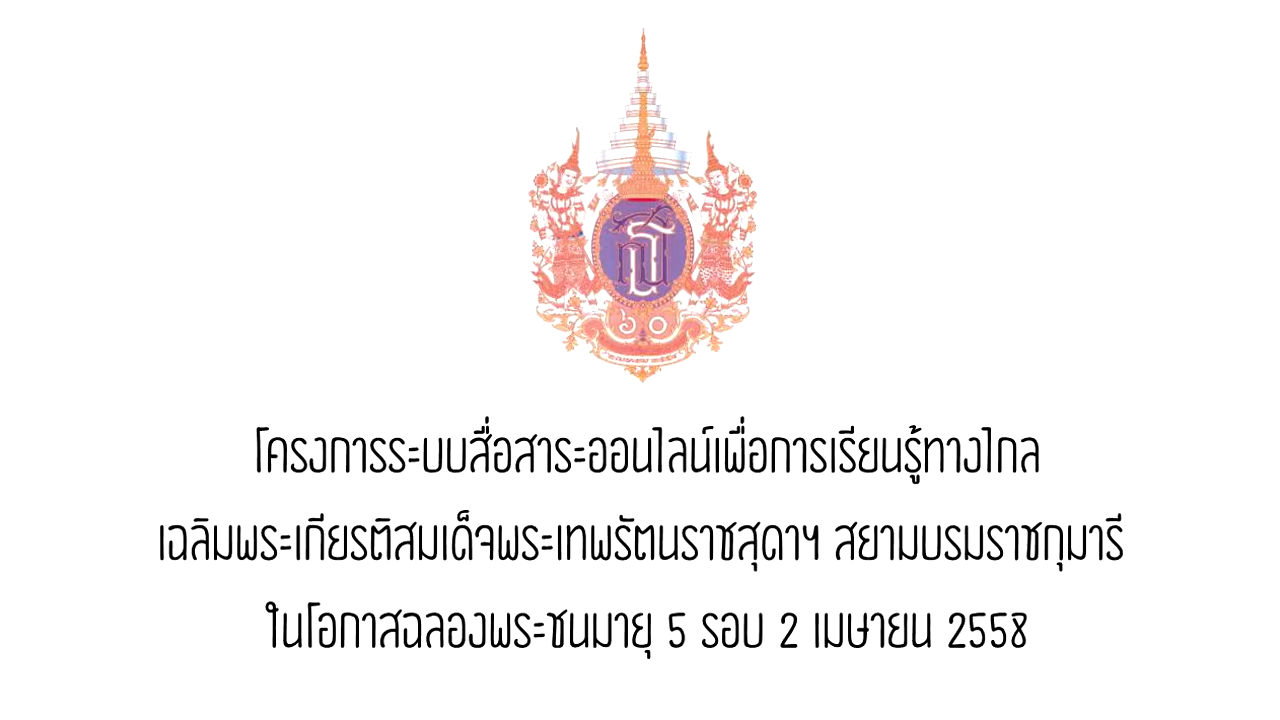 ๖๐
โครงการระบบสื่อสาระออนไลน์เพื่อการเรียนรู้ทางไกล
เฉลิมพระเกียรติสมเด็จพระเทพรัตนราชสุดาฯ สยามบรมราชกุมารี
ในโอกาสฉลองพระชนมายุ 5 รอบ 2 เมษายน 2558